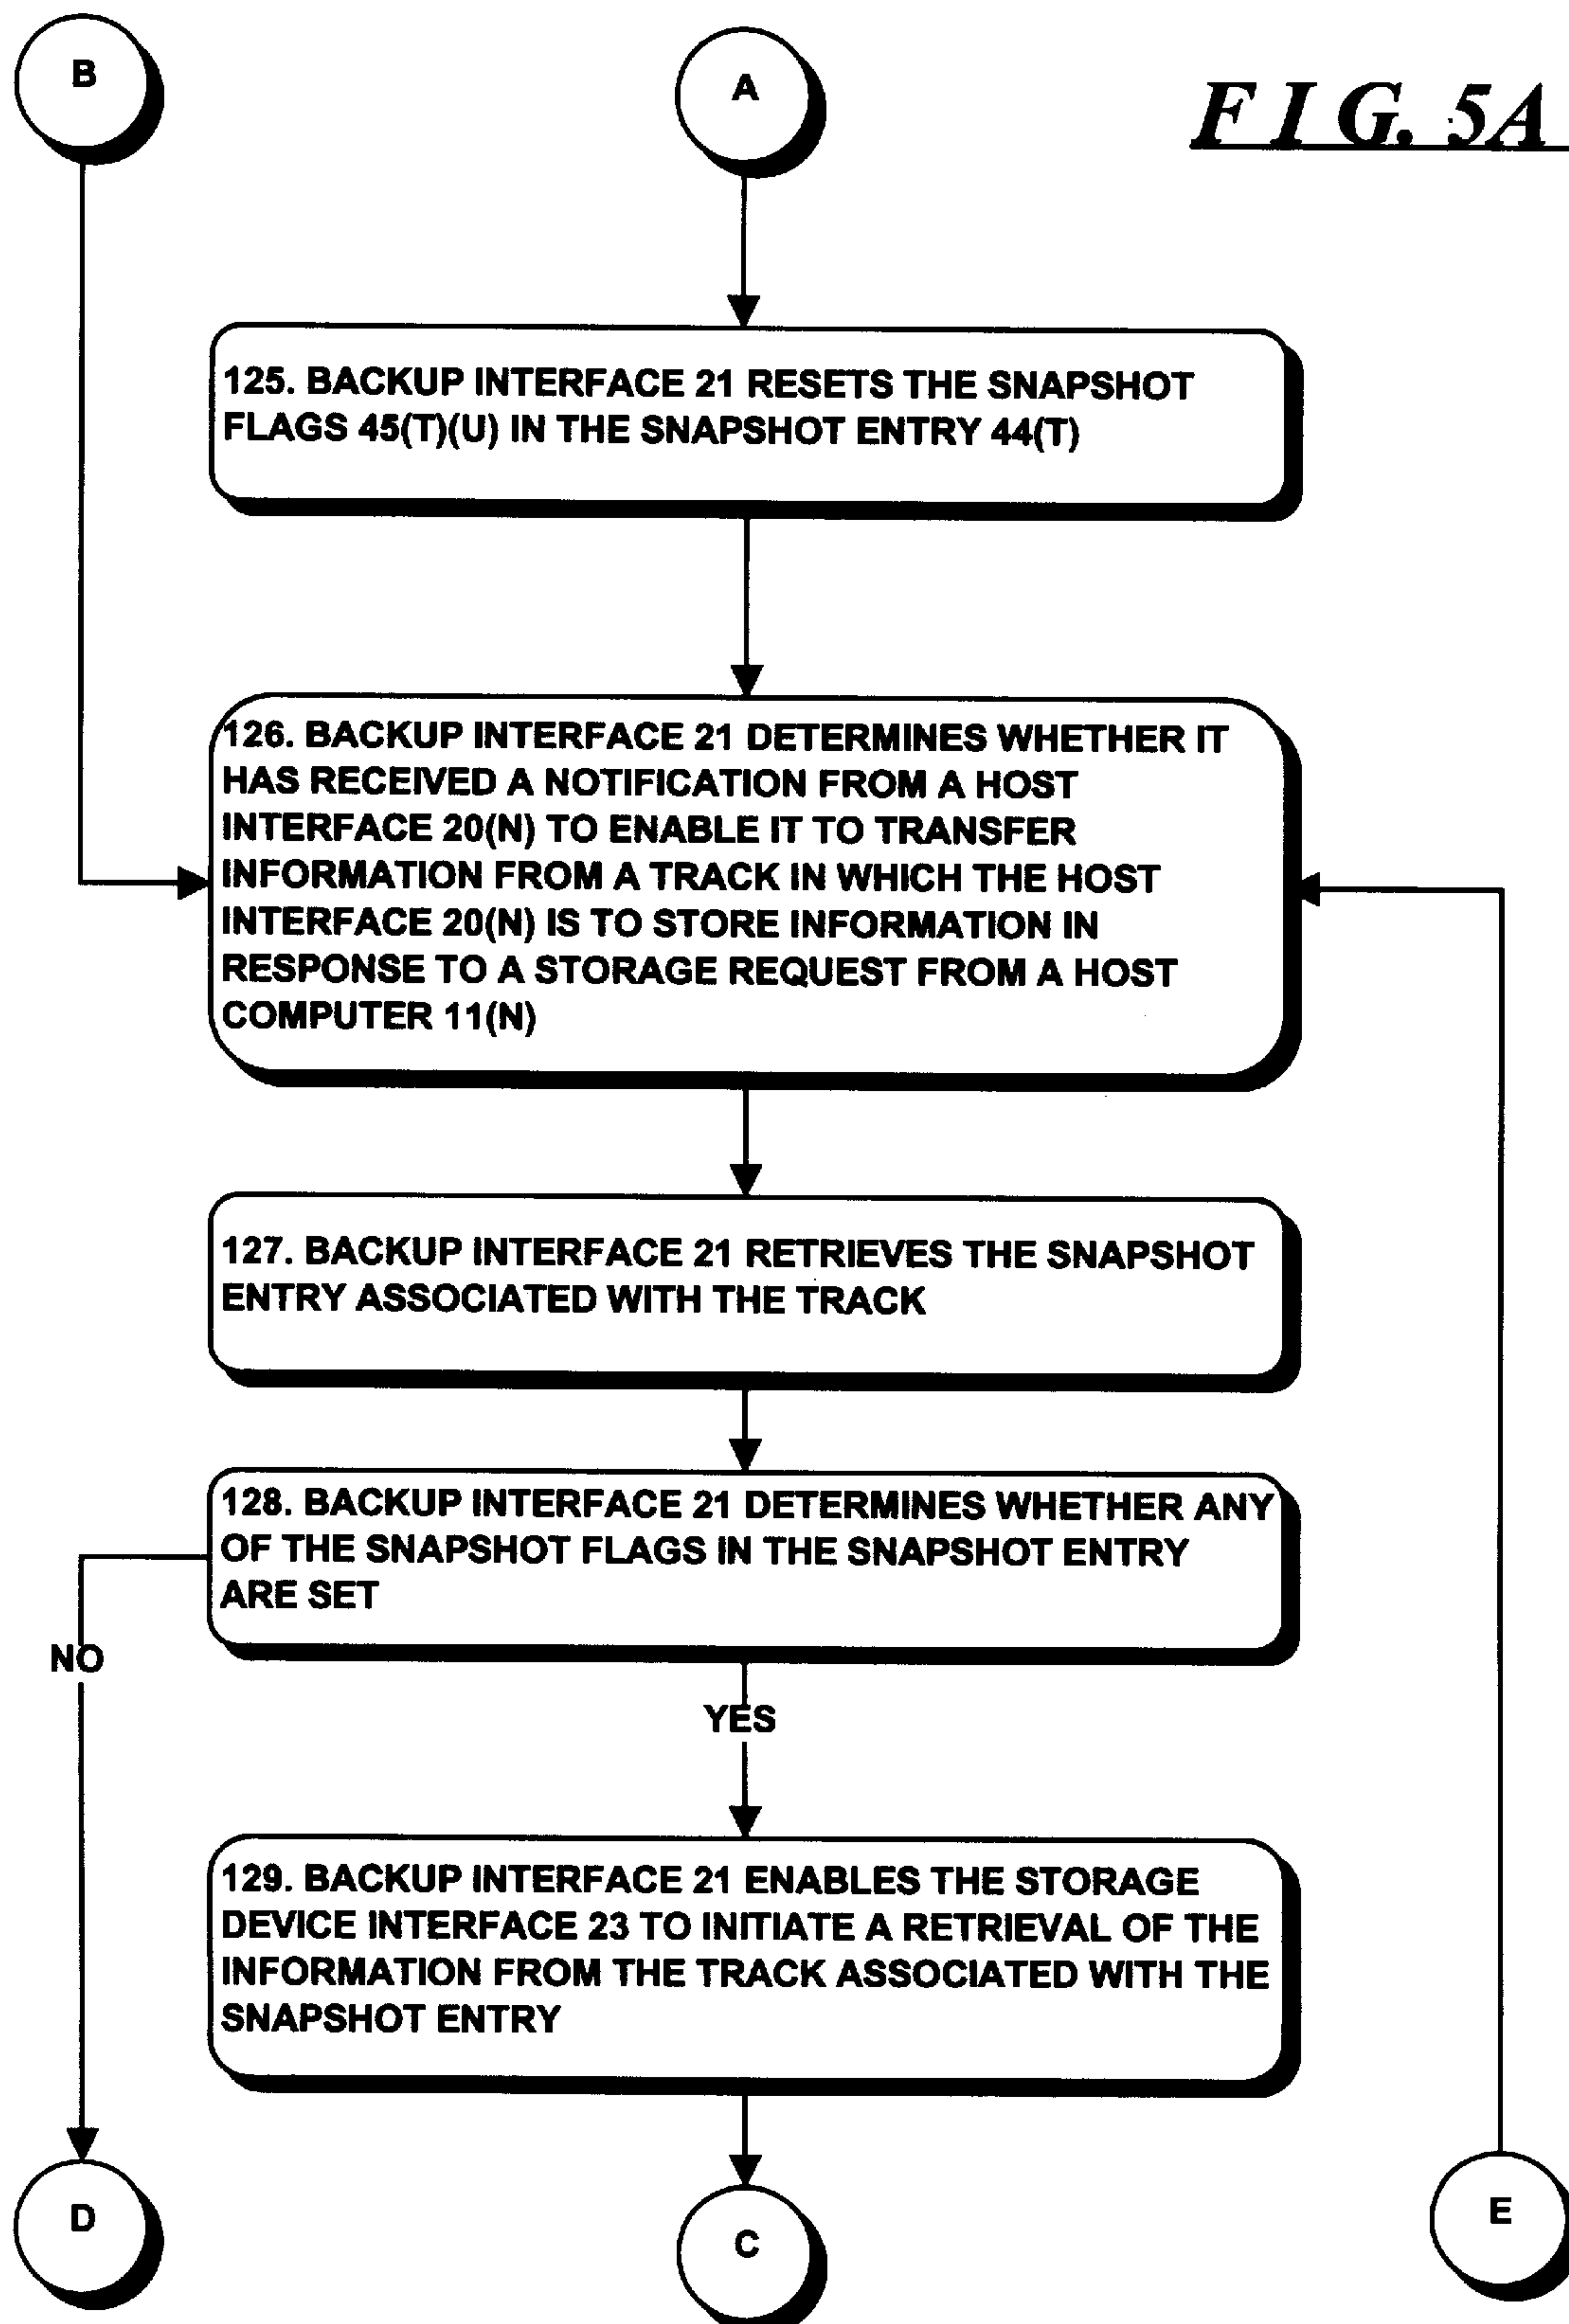 B
A
FIG. 5A
125. BACKUP INTERFACE 21 RESETS THE SNAPSHOT
FLAGS 45(T)(U) IN THE SNAPSHOT ENTRY 44(T)
126. BACKUP INTERFACE 21 DETERMINES WHETHER IT
HAS RECEIVED A NOTIFICATION FROM A HOST
INTERFACE 20(N) TO ENABLE IT TO TRANSFER
INFORMATION FROM A TRACK IN WHICH THE HOST
INTERFACE 20(N) IS TO STORE INFORMATION IN
RESPONSE TO A STORAGE REQUEST FROM A HOST
COMPUTER 11(N)
127. BACKUP INTERFACE 21 RETRIEVES THE SNAPSHOT
ENTRY ASSOCIATED WITH THE TRACK
128. BACKUP INTERFACE 21 DETERMINES WHETHER ANY
OF THE SNAPSHOT FLAGS IN THE SNAPSHOT ENTRY
ARE SET
NO
YES
129. BACKUP INTERFACE 21 ENABLES THE STORAGE
DEVICE INTERFACE 23 TO INITIATE A RETRIEVAL OF THE
INFORMATION FROM THE TRACK ASSOCIATED WITH THE
SNAPSHOT ENTRY
D
C
E